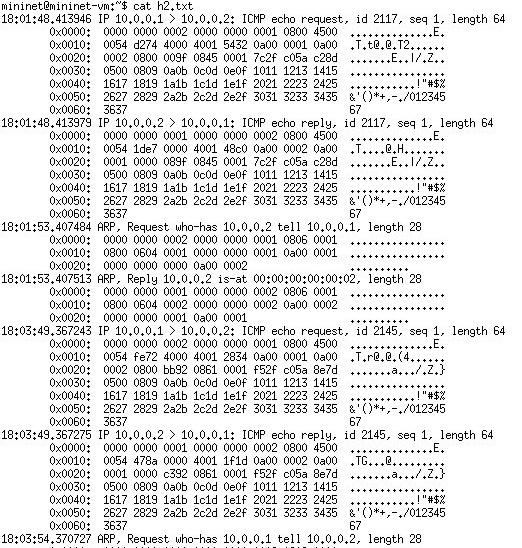 mininet@mininet-vm:~$ cat h2.txt
18:01:48.413946 IP 10.0.0.1 > 10.0.0.2: ICMP echo request, id 2117, seq 1, length 64
0x0000: 0000 0000 0002 0000 0000 0001 0800 4500 ..............E.
0x0010: 0054 d274 4000 4001 5432 0a00 0001 0a00 .T.t@.@.T2......
0x0020: 0002 0800 009f 0845 0001 7c2f c05a c28d .......E..|/.Z..
0x0030: 0500 0809 0a0b 0c0d 0e0f 1011 1213 1415 ................
0x0040: 1617 1819 1a1b 1c1d 1e1f 2021 2223 2425 ...........!"#$%
0x0050: 2627 2829 2a2b 2c2d 2e2f 3031 3233 3435 &'()*+,-./012345
0x0060: 3637 67
18:01:48.413979 IP 10.0.0.2 > 10.0.0.1: ICMP echo reply, id 2117, seq 1, length 64
0x0000: 0000 0000 0001 0000 0000 0002 0800 4500 ..............E.
0x0010: 0054 1de7 0000 4001 48c0 0a00 0002 0a00 .T....@.H.......
0x0020: 0001 0000 089f 0845 0001 7c2f c05a c28d .......E..|/.Z..
0x0030: 0500 0809 0a0b 0c0d 0e0f 1011 1213 1415 ................
0x0040: 1617 1819 1a1b 1c1d 1e1f 2021 2223 2425 ...........!"#$%
0x0050: 2627 2829 2a2b 2c2d 2e2f 3031 3233 3435 &'()*+,-./012345
0x0060: 3637 67
18:01:53.407484 ARP, Request who-has 10.0.0.2 tell 10.0.0.1, length 28
0x0000: 0000 0000 0002 0000 0000 0001 0806 0001 ................
0x0010: 0800 0604 0001 0000 0000 0001 0a00 0001 ................
0x0020: 0000 0000 0000 0a00 0002 ..........
18:01:53.407513 ARP, Reply 10.0.0.2 is-at 00:00:00:00:00:02, length 28
0x0000: 0000 0000 0001 0000 0000 0002 0806 0001 ................
0x0010: 0800 0604 0002 0000 0000 0002 0a00 0002 ................
0x0020: 0000 0000 0001 0a00 0001 ..........
18:03:49.367243 IP 10.0.0.1 > 10.0.0.2: ICMP echo request, id 2145, seq 1, length 64
0x0000: 0000 0000 0002 0000 0000 0001 0800 4500 ..............E.
0x0010: 0054 fe72 4000 4001 2834 0a00 0001 0a00 .T.r@.@.(4......
0x0020: 0002 0800 bb92 0861 0001 f52f c05a 8e7d .......a.../.Z.}
0x0030: 0500 0809 0a0b 0c0d 0e0f 1011 1213 1415 ................
0x0040: 1617 1819 1a1b 1c1d 1e1f 2021 2223 2425 ...........!"#$%
0x0050: 2627 2829 2a2b 2c2d 2e2f 3031 3233 3435 &'()*+,-./012345
0x0060: 3637 67
18:03:49.367275 IP 10.0.0.2 > 10.0.0.1: ICMP echo reply, id 2145, seq 1, length 64
0x0000: 0000 0000 0001 0000 0000 0002 0800 4500 ..............E.
0x0010: 0054 478a 0000 4001 1f1d 0a00 0002 0a00 .TG...@.........
0x0020: 0001 0000 c392 0861 0001 f52f c05a 8e7d .......a.../.Z.}
0x0030: 0500 0809 0a0b 0c0d 0e0f 1011 1213 1415 ................
0x0040: 1617 1819 1a1b 1c1d 1e1f 2021 2223 2425 ...........!"#$%
0x0050: 2627 2829 2a2b 2c2d 2e2f 3031 3233 3435 &'()*+,-./012345
0x0060: 3637 67
18:03:54.370727 ARP, Request who-has 10.0.0.1 tell 10.0.0.2, length 28